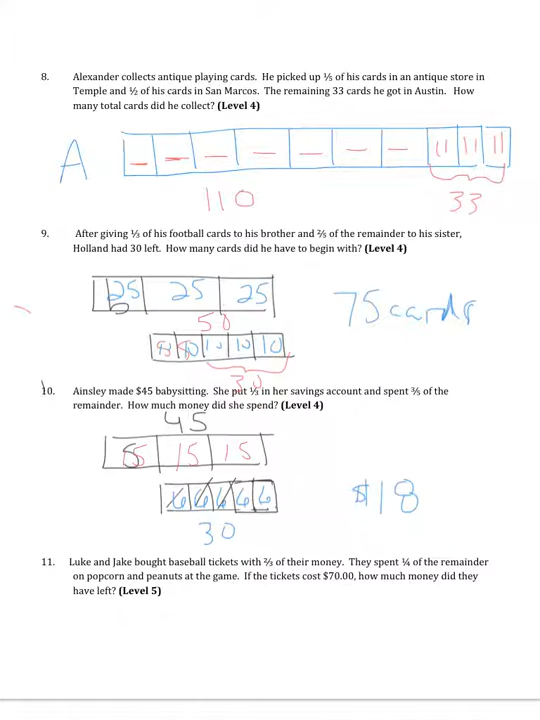 8. Alexander collects antique playing cards. He picked up ⅕ of his cards in an antique store in
Temple and ½ of his cards in San Marcos. The remaining 33 cards he got in Austin. How
many total cards did he collect? (Level 4)
A 11 11 11
110 33
9. After giving ⅓ of his football cards to his brother and ⅖ of the remainder to his sister,
Holland had 30 left. How many cards did he have to begin with? (Level 4)
25 25 25
75 cards
50
10 10 10
30
10. Ainsley made $45 babysitting. She put ⅓ in her savings account and spent ⅗ of the
remainder. How much money did she spend? (Level 4)
45
15 15
6 6 6 6 6
$18
30
11. Luke and Jake bought baseball tickets with ⅔ of their money. They spent ¼ of the remainder
on popcorn and peanuts at the game. If the tickets cost $70.00, how much money did they
have left? (Level 5)